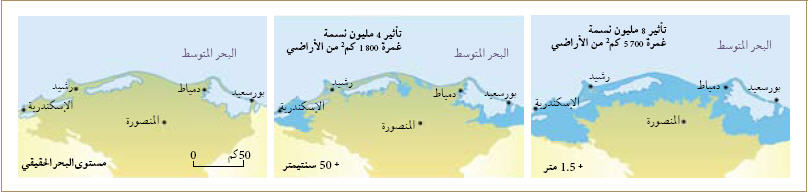 البحر المتوسط
رشيد
دمياط
بورسعيد
الإسكندرية
المنصورة
0 50كم
مستوى البحر الحقيقي
تأثير 4 مليون نسمة
غمرة 1 800 كم² من الأراضي
البحر المتوسط
رشيد
دمياط
بورسعيد
الإسكندرية
المنصورة
+ 50 سنتيمتر
تأثير 8 مليون نسمة
غمرة 5 700 كم² من الأراضي
البحر المتوسط
رشيد
دمياط
بورسعيد
الإسكندرية
المنصورة
+ 1.5 متر